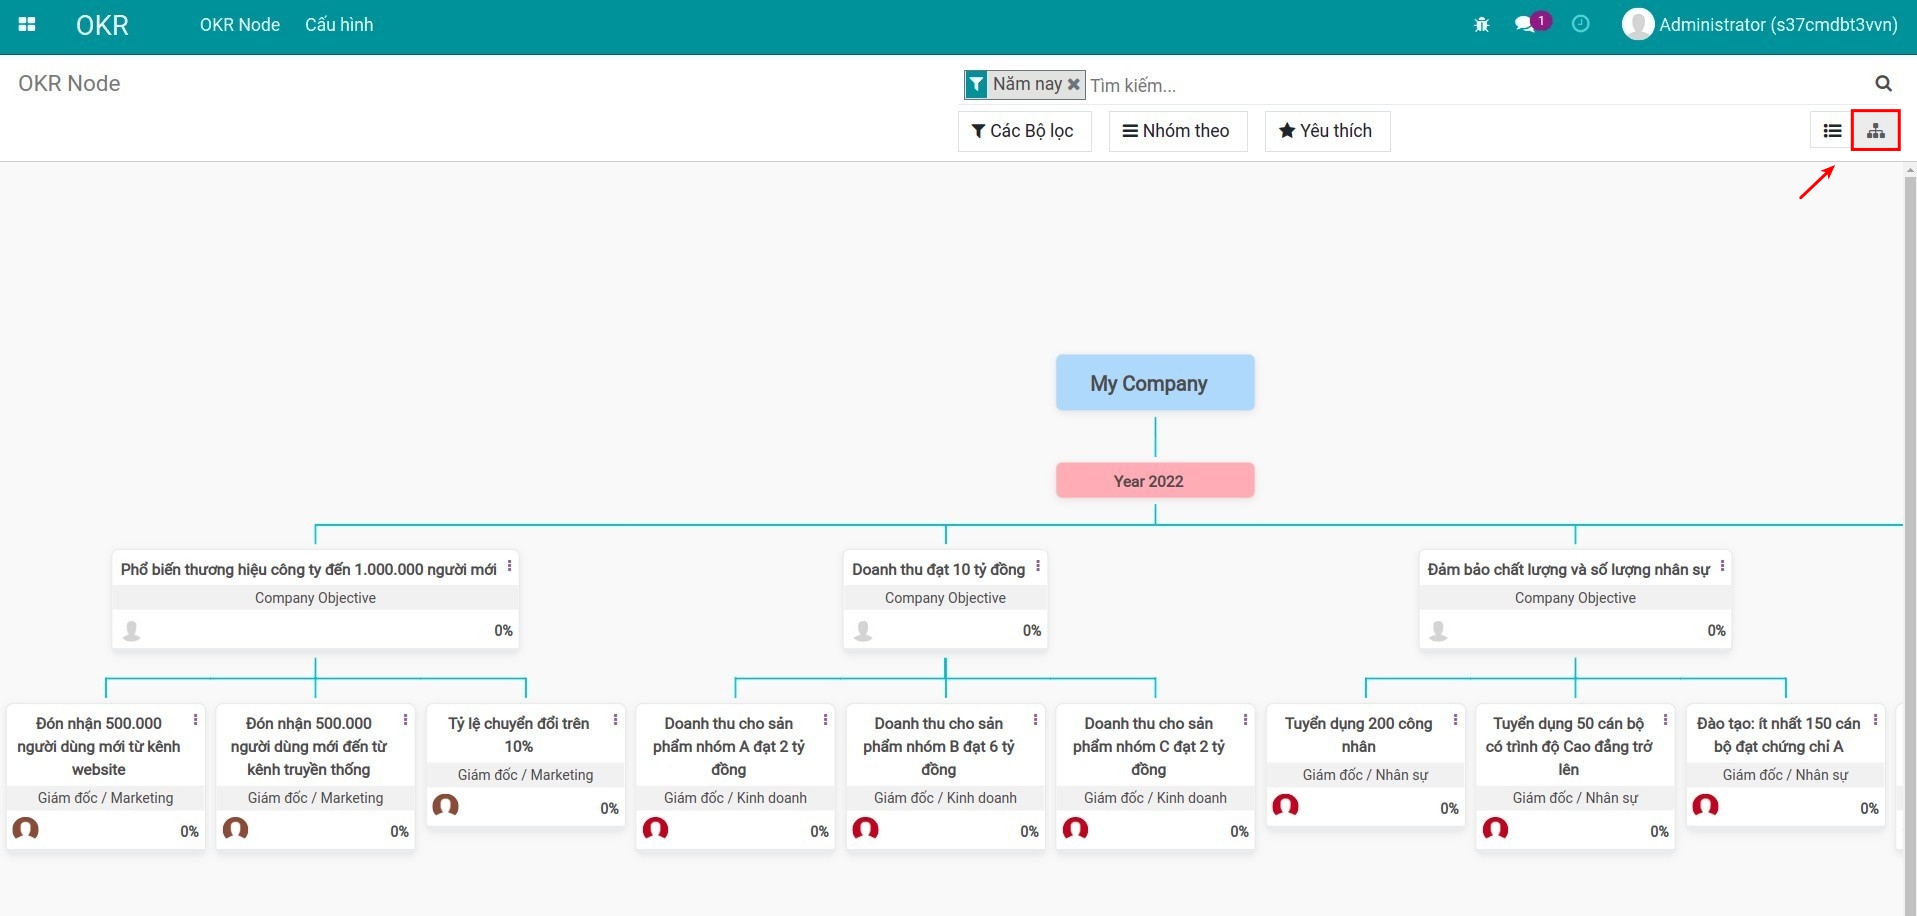 OKR
OKR Node
Cấu hình
1
Administrator (s37cmdbt3vvn)
OKR Node
Năm nay
Tìm kiếm...
Các Bộ lọc
Nhóm theo
Yêu thích
My Company
Year 2022
Phổ biến thương hiệu công ty đến 1.000.000 người mới
Company Objective
0%
Doanh thu đạt 10 tỷ đồng
Company Objective
0%
Đảm bảo chất lượng và số lượng nhân sự
Company Objective
0%
Đón nhận 500.000
người dùng mới từ kênh
website
Giám đốc / Marketing
0%
Đón nhận 500.000
người dùng mới đến từ
kênh truyền thống
Giám đốc / Marketing
0%
Tỷ lệ chuyển đổi trên
10%
Giám đốc / Marketing
0%
Doanh thu cho sản
phẩm nhóm A đạt 2 tỷ
đồng
Giám đốc / Kinh doanh
0%
Doanh thu cho sản
phẩm nhóm B đạt 6 tỷ
đồng
Giám đốc / Kinh doanh
0%
Doanh thu cho sản
phẩm nhóm C đạt 2 tỷ
đồng
Giám đốc / Kinh doanh
0%
Tuyển dụng 200 công
nhân
Giám đốc / Nhân sự
0%
Tuyển dụng 50 cán bộ
có trình độ Cao đẳng trở
lên
Giám đốc / Nhân sự
0%
Đào tạo: ít nhất 150 cán
bộ đạt chứng chỉ A
Giám đốc / Nhân sự
0%